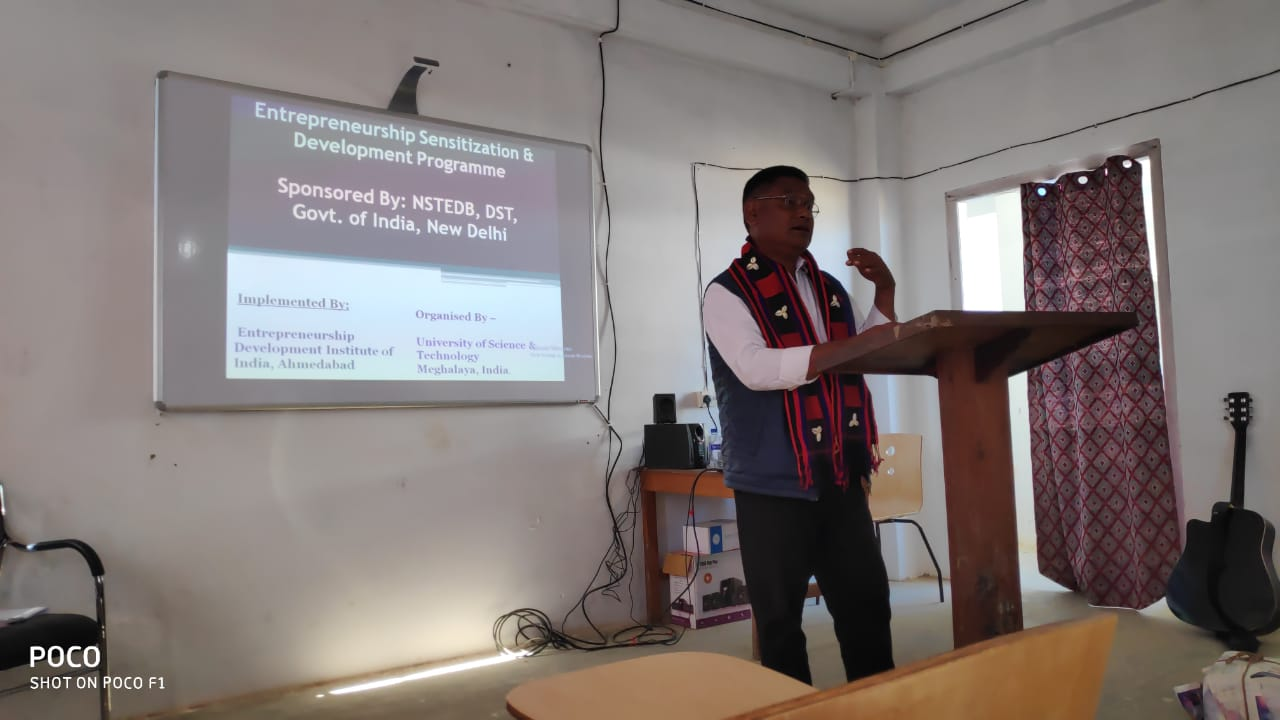 Entrepreneurship Sensitization &
Development Programme
Sponsored By: NSTEDB, DST,
Govt. of India, New Delhi
Implemented By;
Entrepreneurship
Development Institute of
India, Ahmedabad
Organised By –
University of Science &
Technology
Meghalaya, India.
POCO
SHOT ON POCO F1